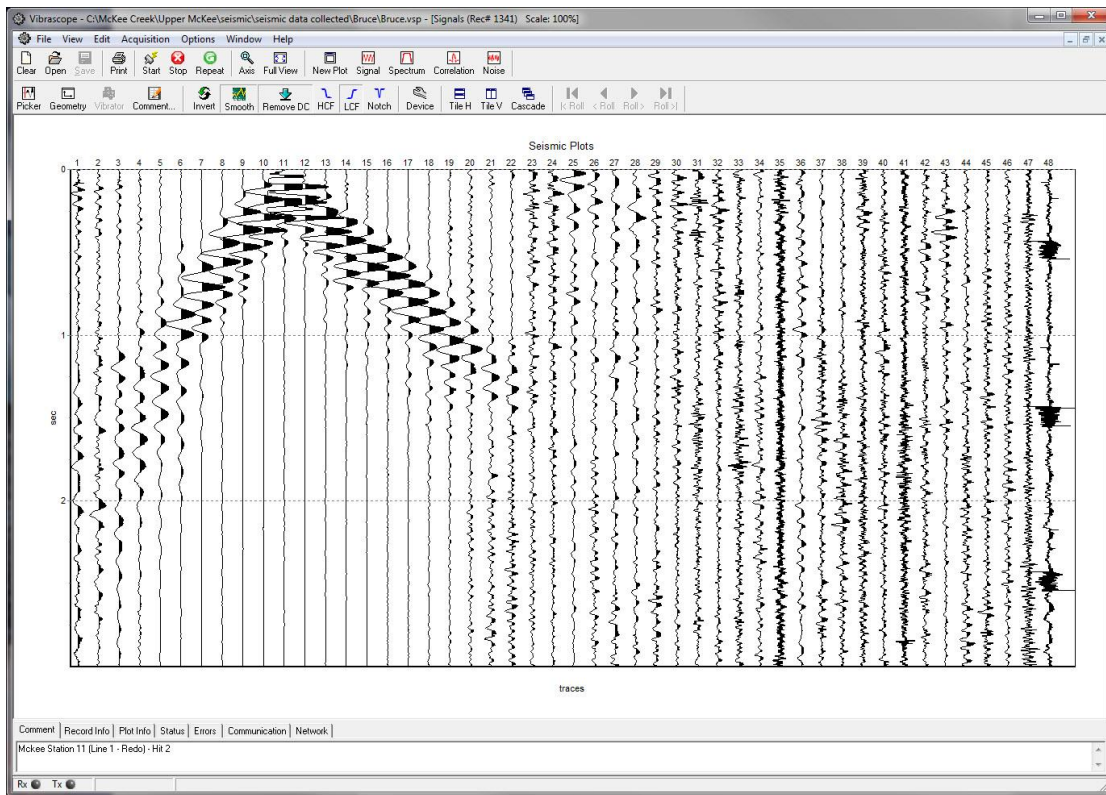 Vibrascope - C:\McKee Creek\Upper McKee\seismic\seismic data collected\Bruce\Bruce.vsp - [Signals (Rec# 1341)  Scale: 100%]
File View Edit Acquisition Options Window Help
Clear Open Save Print Start Stop Repeat Axis Full View New Plot Signal Spectrum Correlation Noise
Picker Geometry Vibrator Comment... Invert Smooth Remove DC HCF LCF Notch Device Tile H Tile V Cascade |< Roll < Roll Roll > Roll >|
Seismic Plots
1 2 3 4 5 6 7 8 9 10 11 12 13 14 15 16 17 18 19 20 21 22 23 24 25 26 27 28 29 30 31 32 33 34 35 36 37 38 39 40 41 42 43 44 45 46 47 48
0
1
sec
2
traces
Comment Record Info Plot Info Status Errors Communication Network
Mckee Station 11 (Line 1 - Redo) - Hit 2
Rx Tx